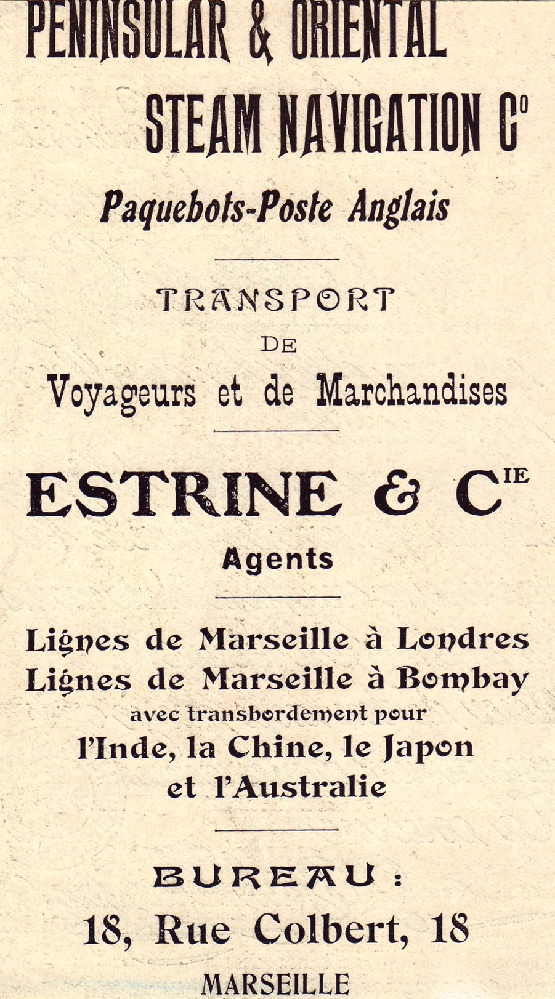 PENINSULAR & ORIENTAL
STEAM NAVIGATION Cº
Paquebots-Poste Anglais
TRANSPORT
DE
Voyageurs et de Marchandises
ESTRINE & CIE
Agents
Lignes de Marseille à Londres
Lignes de Marseille à Bombay
avec transbordement pour
l'Inde, la Chine, le Japon
et l'Australie
BUREAU :
18, Rue Colbert, 18
MARSEILLE